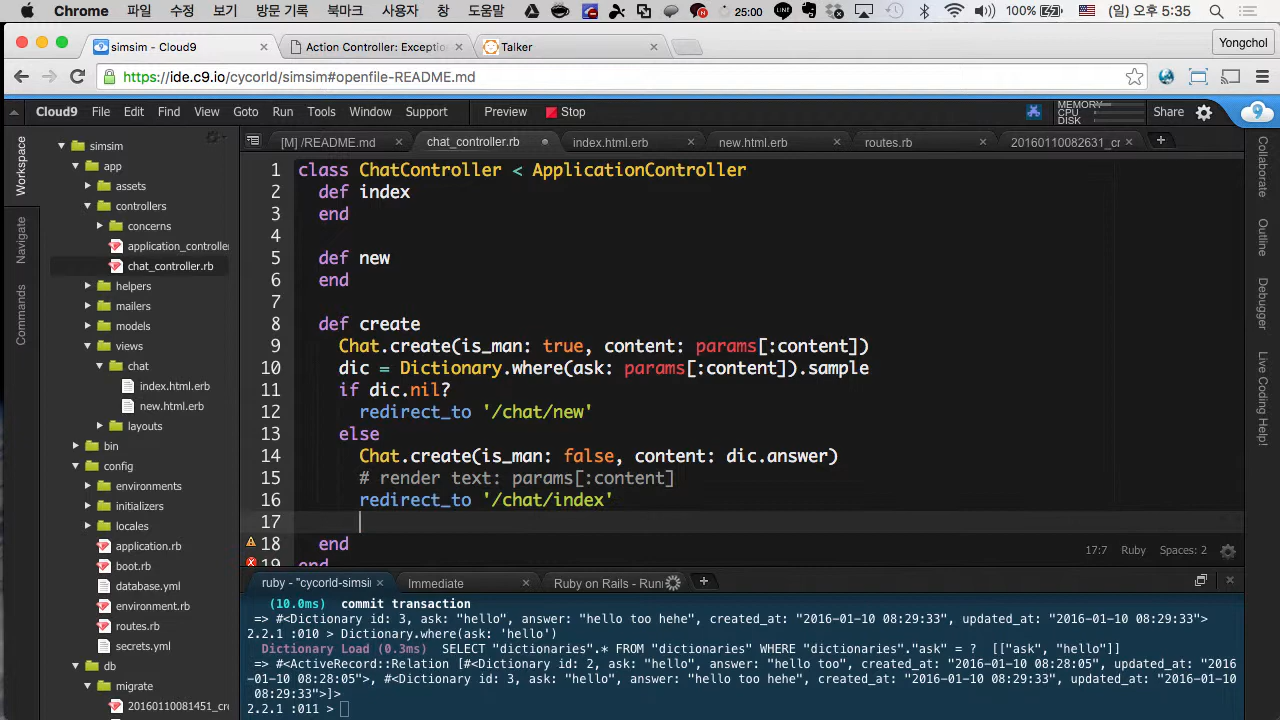 Chrome 파일 수정 보기 방문 기록 북마크 사용자 창 도움말 25:00 LINE 100% (일) 오후 5:35
simsim - Cloud9 Action Controller: Exceptio Talker Yongchol
https://ide.c9.io/cycorld/simsim#openfile-README.md
Cloud9 File Edit Find View Goto Run Tools Window Support Preview Stop MEMORY CPU DISK Share
[M] /README.md chat_controller.rb index.html.erb new.html.erb routes.rb 20160110082631_cr
Workspace
Navigate
Commands
simsim
app
assets
controllers
concerns
application_controlle
chat_controller.rb
helpers
mailers
models
views
chat
index.html.erb
new.html.erb
layouts
bin
config
environments
initializers
locales
application.rb
boot.rb
database.yml
environment.rb
routes.rb
secrets.yml
db
migrate
20160110081451_cr
1 class ChatController < ApplicationController
2 def index
3 end
4
5 def new
6 end
7
8 def create
9 Chat.create(is_man: true, content: params[:content])
10 dic = Dictionary.where(ask: params[:content]).sample
11 if dic.nil?
12 redirect_to '/chat/new'
13 else
14 Chat.create(is_man: false, content: dic.answer)
15 # render text: params[:content]
16 redirect_to '/chat/index'
17
18 end
19 end
17:7 Ruby Spaces: 2
Collaborate
Outline
Debugger
Live Coding Help!
ruby - "cycorld-simsi Immediate Ruby on Rails - Run
(10.0ms) commit transaction
=> #<Dictionary id: 3, ask: "hello", answer: "hello too hehe", created_at: "2016-01-10 08:29:33", updated_at: "2016-01-10 08:29:33">
2.2.1 :010 > Dictionary.where(ask: 'hello')
Dictionary Load (0.3ms) SELECT "dictionaries".* FROM "dictionaries" WHERE "dictionaries"."ask" = ? [["ask", "hello"]]
=> #<ActiveRecord::Relation [#<Dictionary id: 2, ask: "hello", answer: "hello too", created_at: "2016-01-10 08:28:05", updated_at: "2016
-01-10 08:28:05">, #<Dictionary id: 3, ask: "hello", answer: "hello too hehe", created_at: "2016-01-10 08:29:33", updated_at: "2016-01-10
08:29:33">]>
2.2.1 :011 >